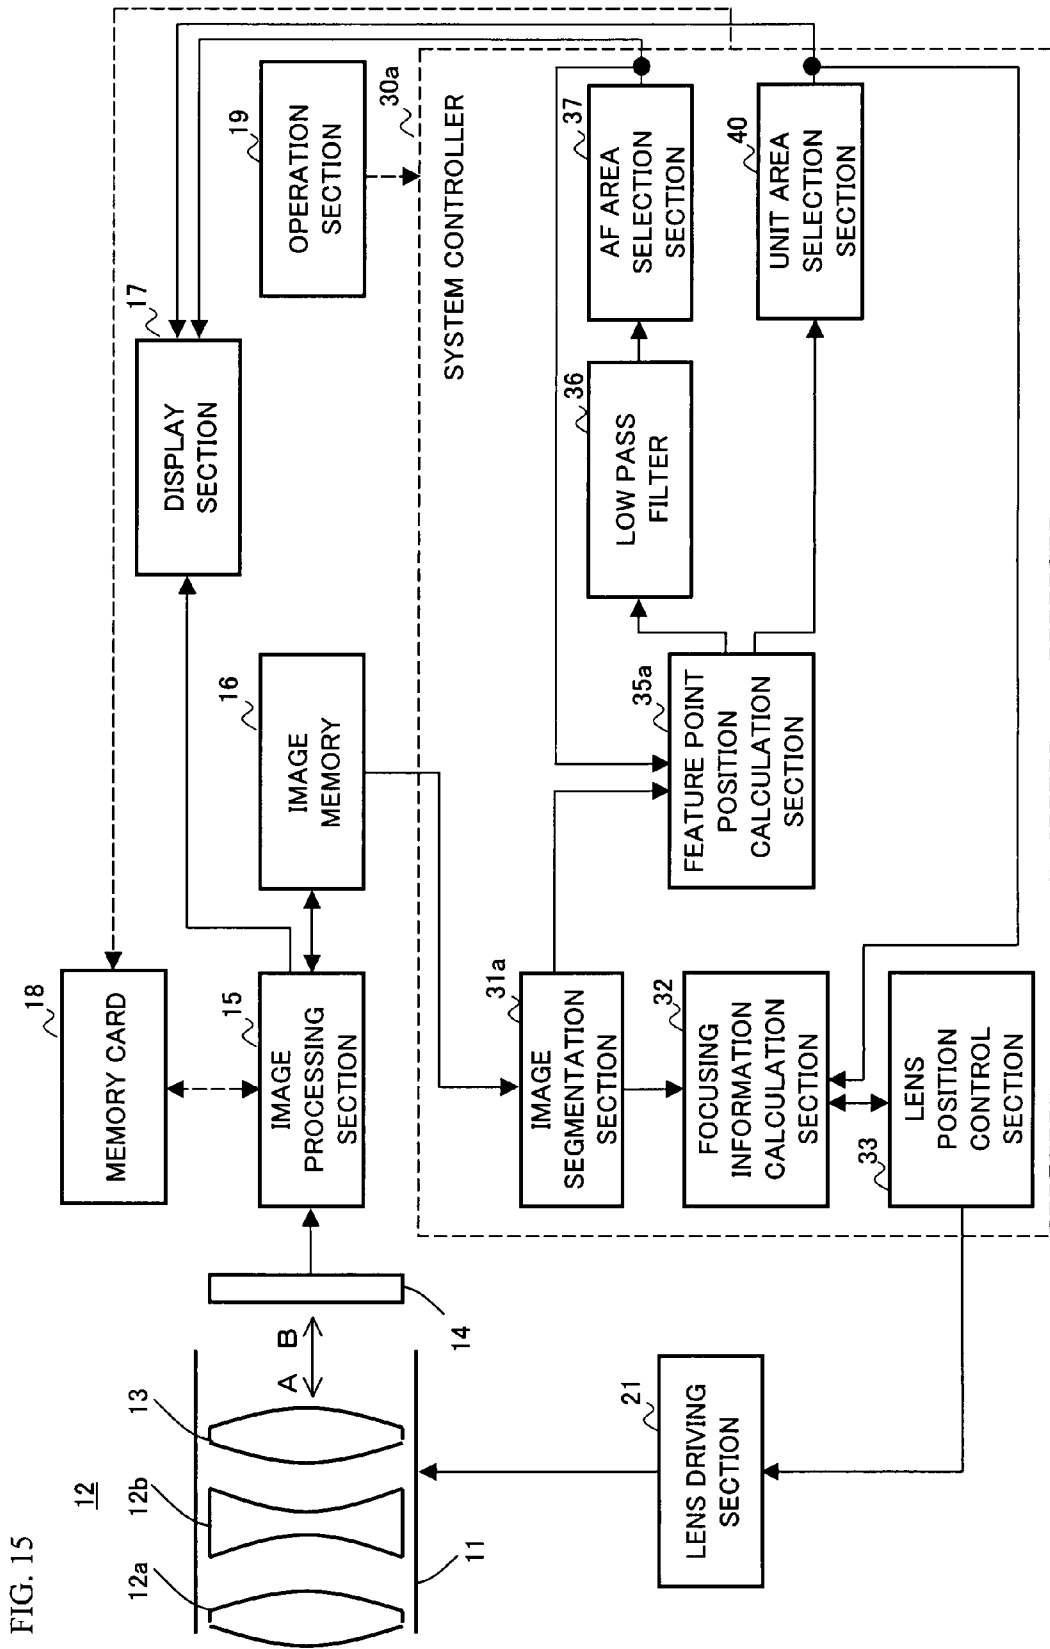 FIG. 15
12
12a
12b
13
11
A
B
14
MEMORY CARD
18
IMAGE
PROCESSING
SECTION
15
IMAGE
MEMORY
16
DISPLAY
SECTION
17
OPERATION
SECTION
19
30a
SYSTEM CONTROLLER
IMAGE
SEGMENTATION
SECTION
31a
FOCUSING
INFORMATION
CALCULATION
SECTION
32
LENS
POSITION
CONTROL
SECTION
33
LENS DRIVING
SECTION
21
FEATURE POINT
POSITION
CALCULATION
SECTION
35a
LOW PASS
FILTER
36
AF AREA
SELECTION
SECTION
37
UNIT AREA
SELECTION
SECTION
40